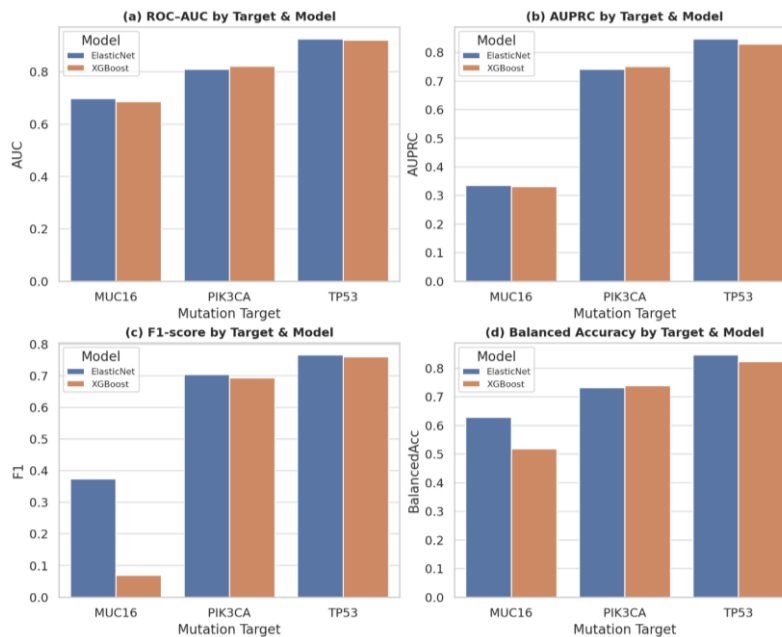 (a) ROC–AUC by Target & Model
Model
ElasticNet
XGBoost
0.8
0.6
0.4
0.2
0.0
AUC
MUC16 PIK3CA TP53
Mutation Target
(b) AUPRC by Target & Model
Model
ElasticNet
XGBoost
0.8
0.7
0.6
0.5
0.4
0.3
0.2
0.1
0.0
AUPRC
MUC16 PIK3CA TP53
Mutation Target
(c) F1-score by Target & Model
Model
ElasticNet
XGBoost
0.8
0.7
0.6
0.5
0.4
0.3
0.2
0.1
0.0
F1
MUC16 PIK3CA TP53
Mutation Target
(d) Balanced Accuracy by Target & Model
Model
ElasticNet
XGBoost
0.8
0.7
0.6
0.5
0.4
0.3
0.2
0.1
0.0
BalancedAcc
MUC16 PIK3CA TP53
Mutation Target